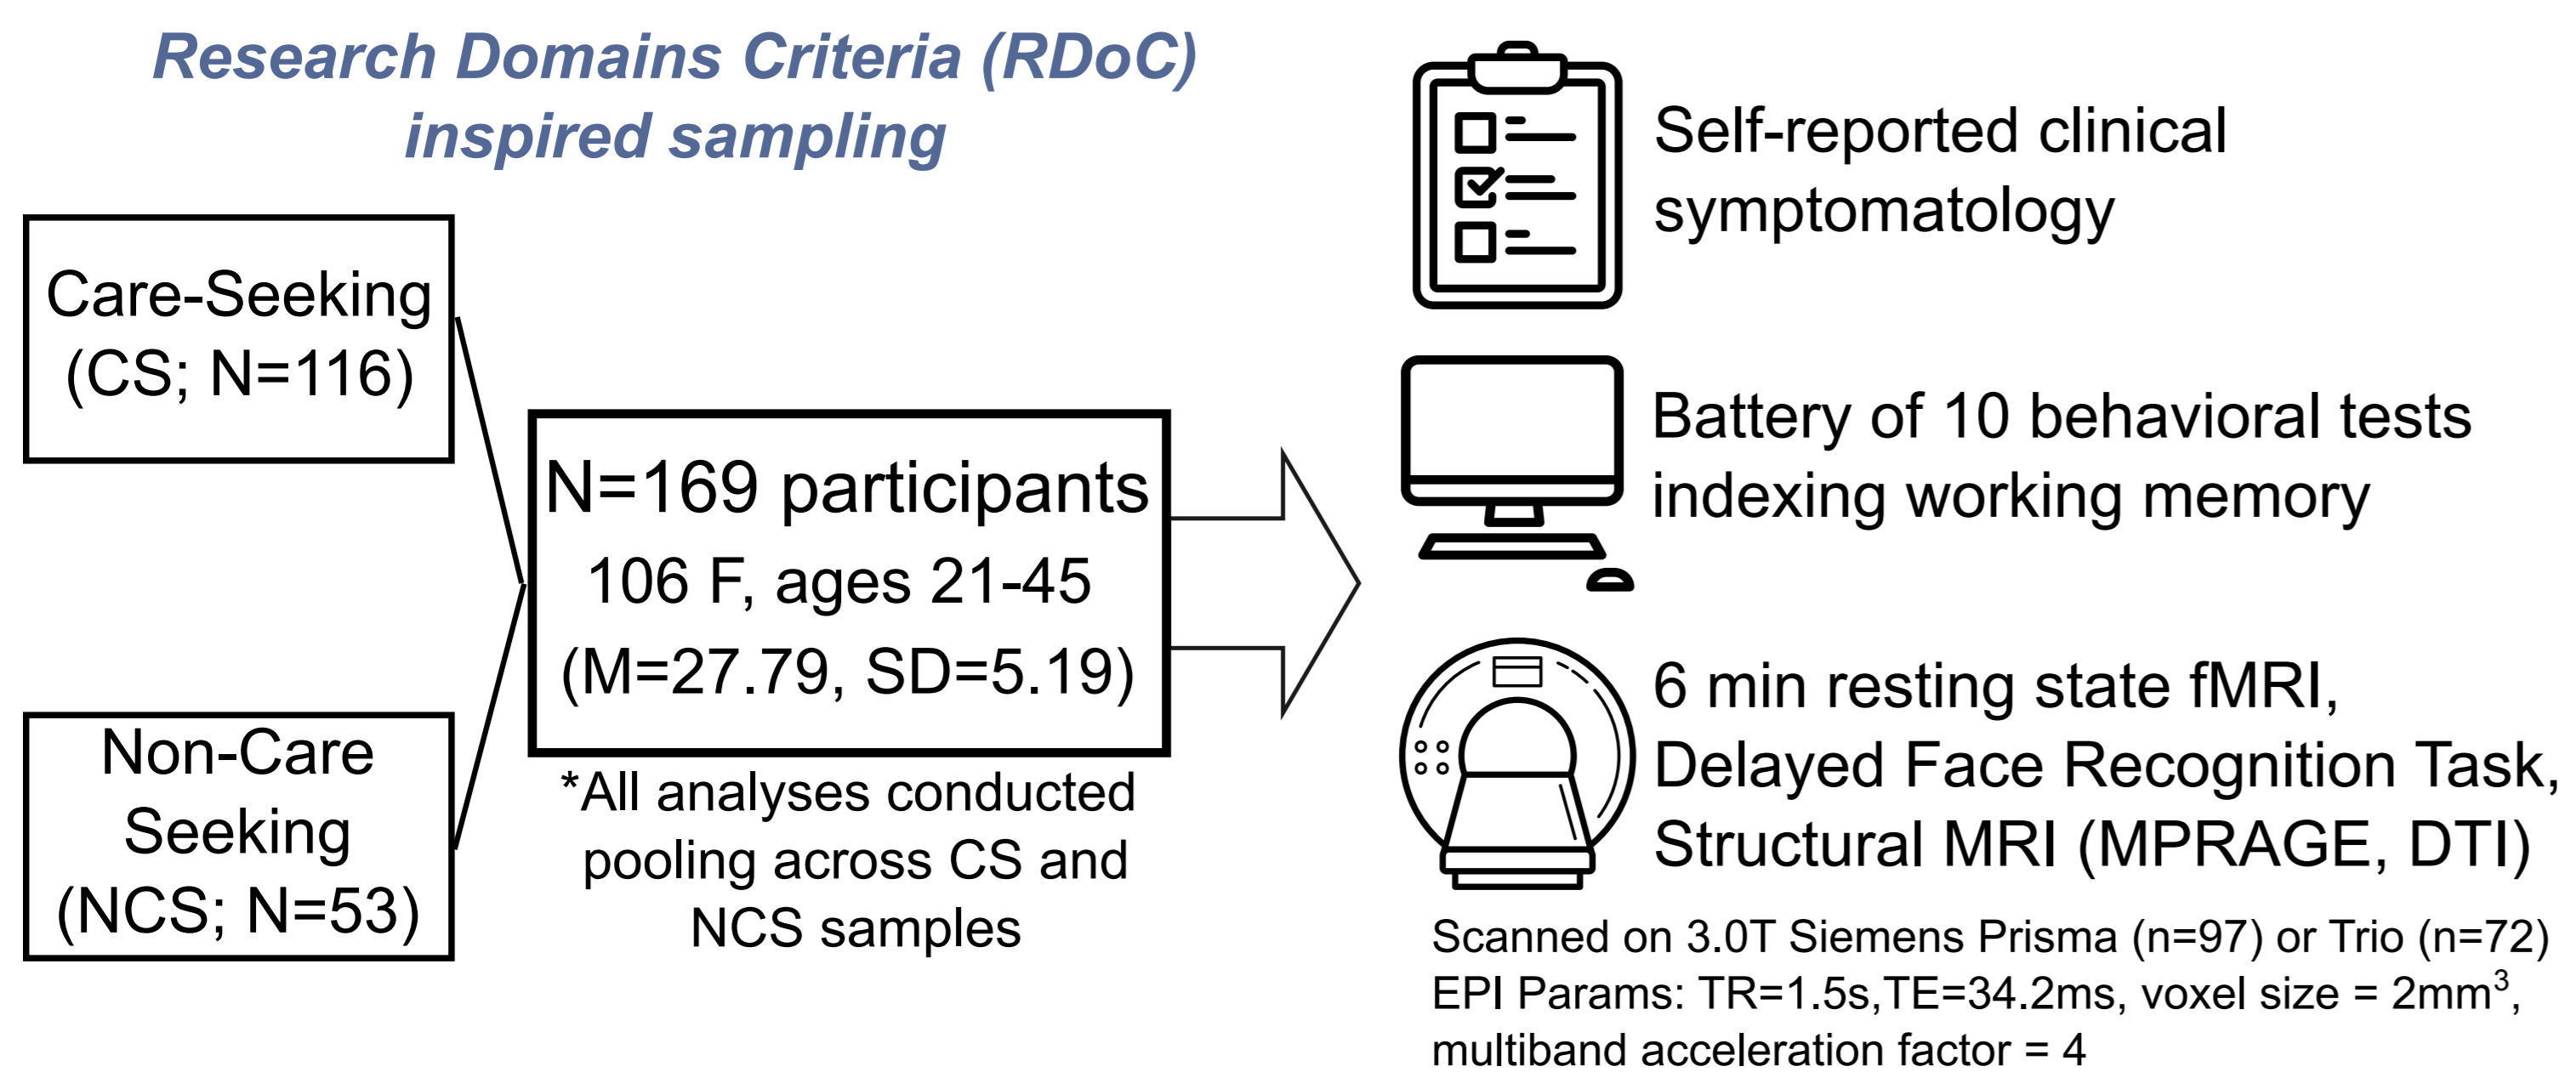 Research Domains Criteria (RDoC)
inspired sampling
Care-Seeking
(CS; N=116)
Non-Care
Seeking
(NCS; N=53)
N=169 participants
106 F, ages 21-45
(M=27.79, SD=5.19)
*All analyses conducted
pooling across CS and
NCS samples
Self-reported clinical
symptomatology
Battery of 10 behavioral tests
indexing working memory
6 min resting state fMRI,
Delayed Face Recognition Task,
Structural MRI (MPRAGE, DTI)
Scanned on 3.0T Siemens Prisma (n=97) or Trio (n=72)
EPI Params: TR=1.5s,TE=34.2ms, voxel size = 2mm³,
multiband acceleration factor = 4